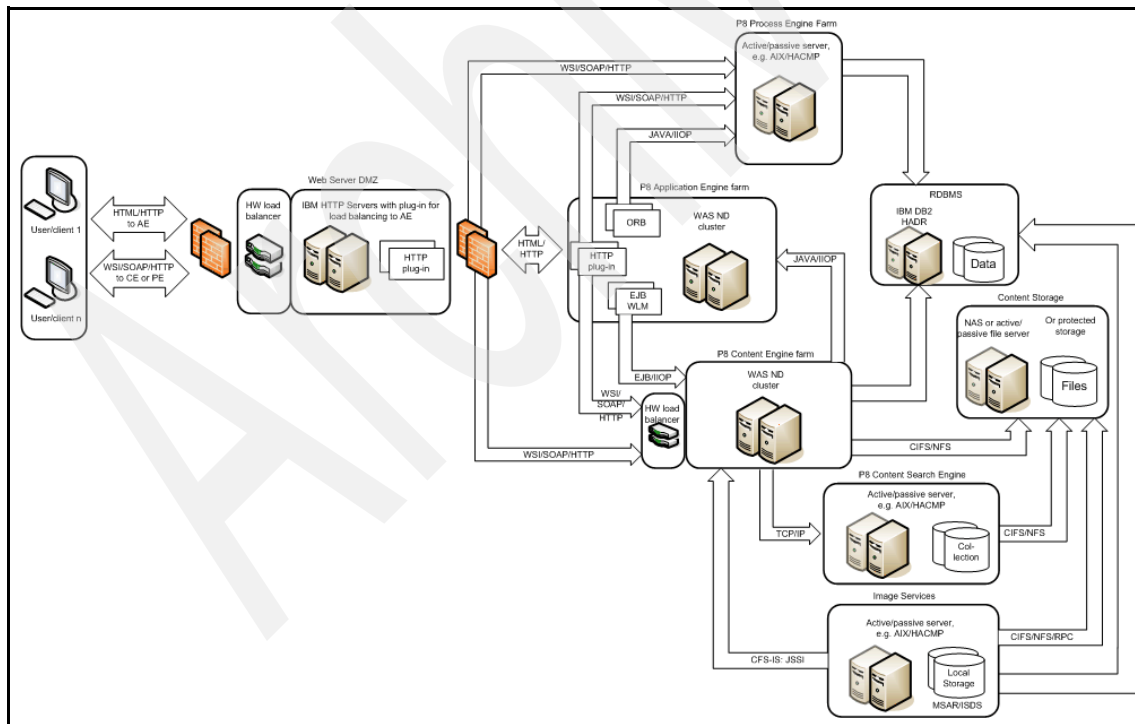 P8 Process Engine Farm
Active/passive server,
e.g. AIX/HACMP
WSI/SOAP/HTTP
WSI/SOAP/HTTP
JAVA/IIOP
Web Server DMZ
HW load
balancer
IBM HTTP Servers with plug-in for
load balancing to AE
HTTP
plug-in
User/client 1
User/client n
HTML/HTTP
to AE
WSI/SOAP/HTTP
to CE or PE
HTML/
HTTP
P8 Application Engine farm
ORB
HTTP
plug-in
EJB
WLM
WAS ND
cluster
JAVA/IIOP
RDBMS
IBM DB2
HADR
Data
Content Storage
NAS or active/
passive file server
Or protected
storage
Files
P8 Content Engine farm
WAS ND
cluster
EJB/IIOP
WSI/
SOAP/
HTTP
HW load
balancer
WSI/SOAP/HTTP
CIFS/NFS
P8 Content Search Engine
Active/passive server,
e.g. AIX/HACMP
Col-
lection
TCP/IP
CIFS/NFS
Image Services
Active/passive server,
e.g. AIX/HACMP
Local
Storage
MSAR/ISDS
CFS-IS: JSSI
CIFS/NFS/RPC